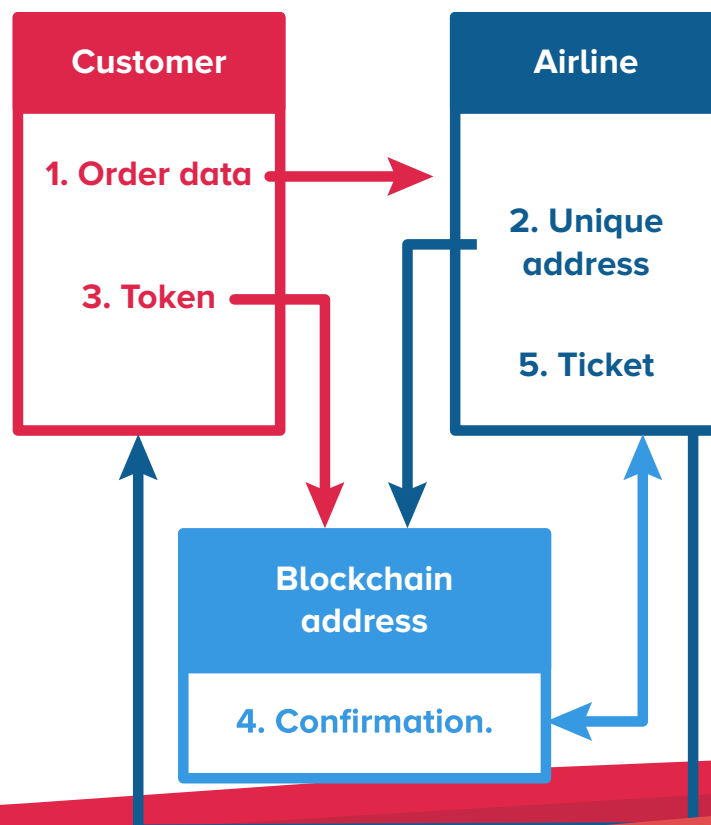 Customer
1. Order data
3. Token
Airline
2. Unique
address
5. Ticket
Blockchain
address
4. Confirmation.